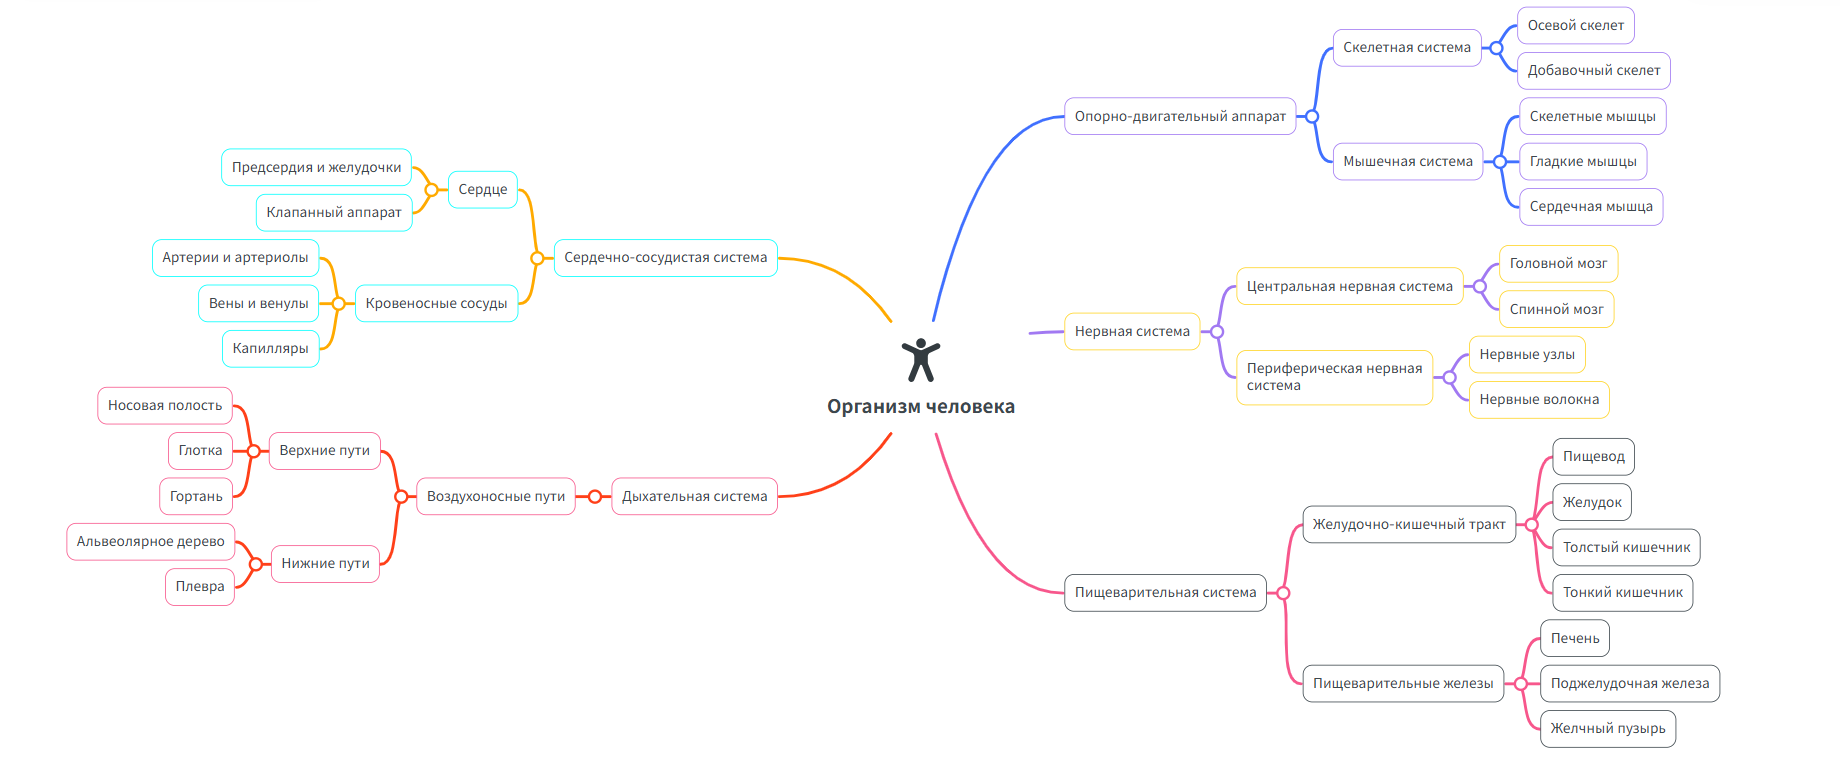 Организм человека
Опорно-двигательный аппарат
Скелетная система
Осевой скелет
Добавочный скелет
Мышечная система
Скелетные мышцы
Гладкие мышцы
Сердечная мышца
Нервная система
Центральная нервная система
Головной мозг
Спинной мозг
Периферическая нервная
система
Нервные узлы
Нервные волокна
Пищеварительная система
Желудочно-кишечный тракт
Пищевод
Желудок
Толстый кишечник
Тонкий кишечник
Пищеварительные железы
Печень
Поджелудочная железа
Желчный пузырь
Сердечно-сосудистая система
Сердце
Предсердия и желудочки
Клапанный аппарат
Кровеносные сосуды
Артерии и артериолы
Вены и венулы
Капилляры
Дыхательная система
Воздухоносные пути
Верхние пути
Носовая полость
Глотка
Гортань
Нижние пути
Альвеолярное дерево
Плевра